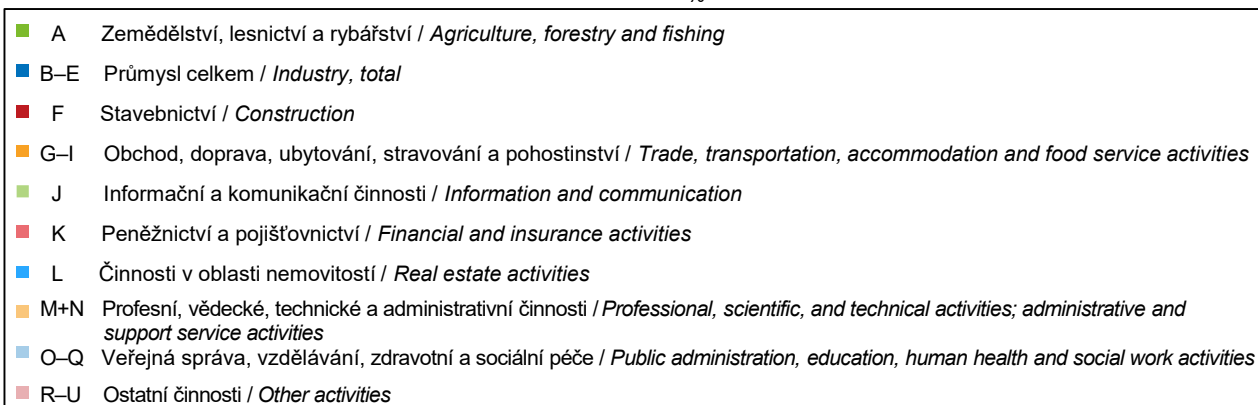 %
A Zemědělství, lesnictví a rybářství / Agriculture, forestry and fishing
B–E Průmysl celkem / Industry, total
F Stavebnictví / Construction
G–I Obchod, doprava, ubytování, stravování a pohostinství / Trade, transportation, accommodation and food service activities
J Informační a komunikační činnosti / Information and communication
K Peněžnictví a pojišťovnictví / Financial and insurance activities
L Činnosti v oblasti nemovitostí / Real estate activities
M+N Profesní, vědecké, technické a administrativní činnosti / Professional, scientific, and technical activities; administrative and
support service activities
O–Q Veřejná správa, vzdělávání, zdravotní a sociální péče / Public administration, education, human health and social work activities
R–U Ostatní činnosti / Other activities